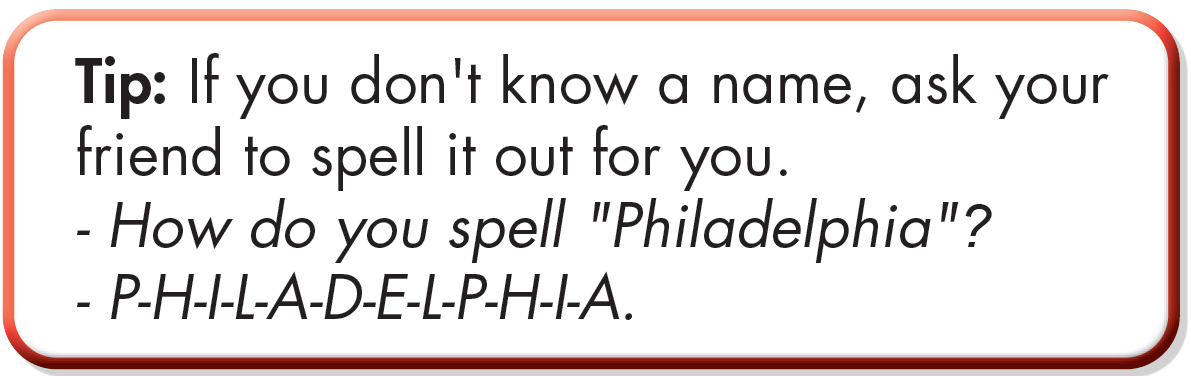 Tip: If you don't know a name, ask your
friend to spell it out for you.
- How do you spell "Philadelphia"?
- P-H-I-L-A-D-E-L-P-H-I-A.